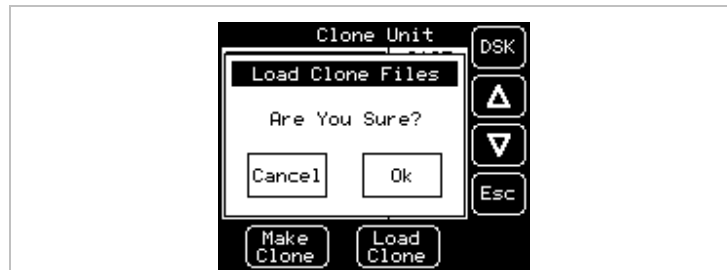 Clone Unit
DSK
Load Clone Files
Are You Sure?
Cancel
Ok
Esc
Make
Clone
Load
Clone